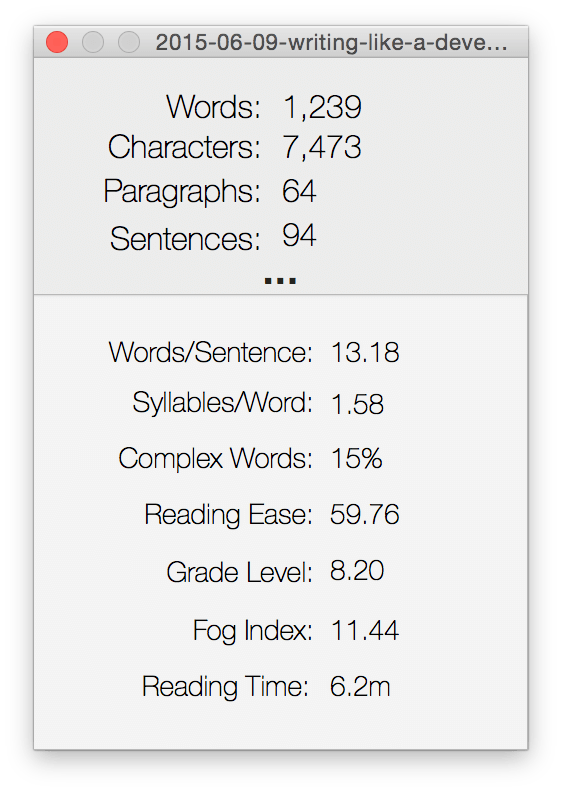 2015-06-09-writing-like-a-deve...
Words: 1,239
Characters: 7,473
Paragraphs: 64
Sentences: 94
...
Words/Sentence: 13.18
Syllables/Word: 1.58
Complex Words: 15%
Reading Ease: 59.76
Grade Level: 8.20
Fog Index: 11.44
Reading Time: 6.2m